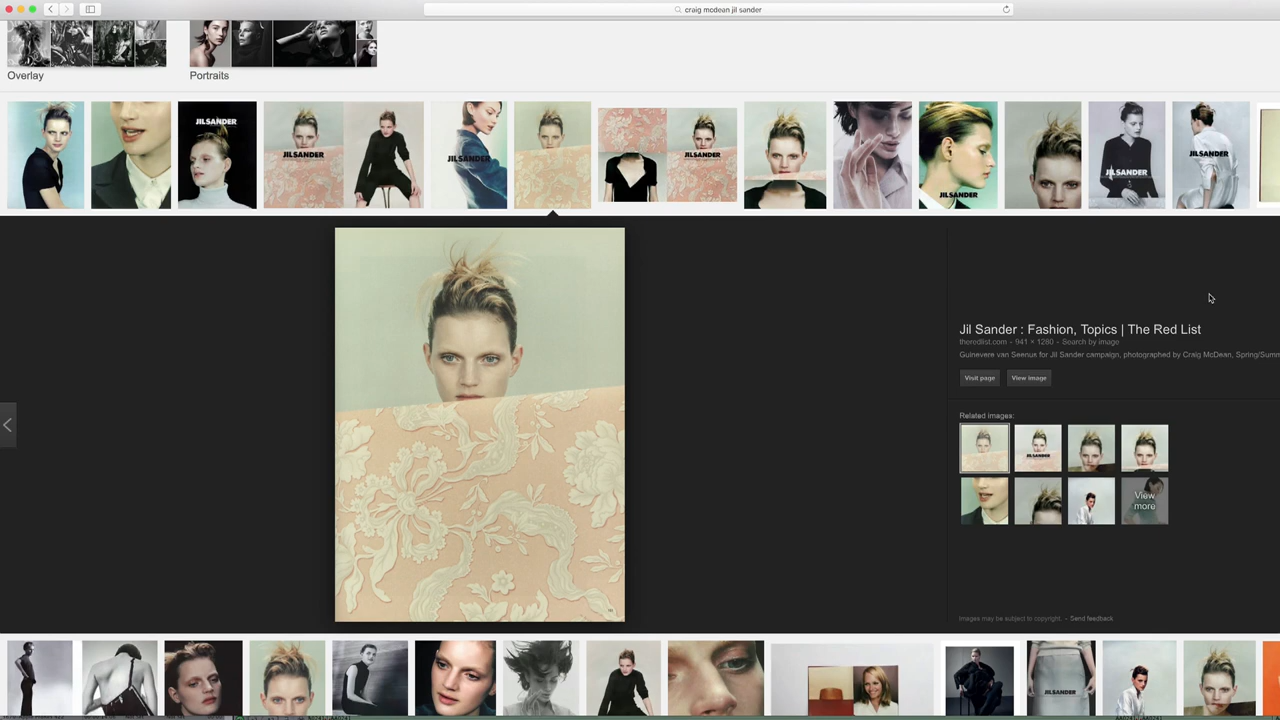 craig mcdean jil sander
Overlay
Portraits
JILSANDER
JILSANDER
JILSANDER
JILSANDER
JILSANDER
JILSANDER
JILSANDER
Jil Sander : Fashion, Topics | The Red List
theredlist.com - 941 × 1280 - Search by image
Guinevere van Seenus for Jil Sander campaign, photographed by Craig McDean, Spring/Summ
Visit page
View image
Related images:
JILSANDER
View
more
Images may be subject to copyright. - Send feedback
JILSANDER